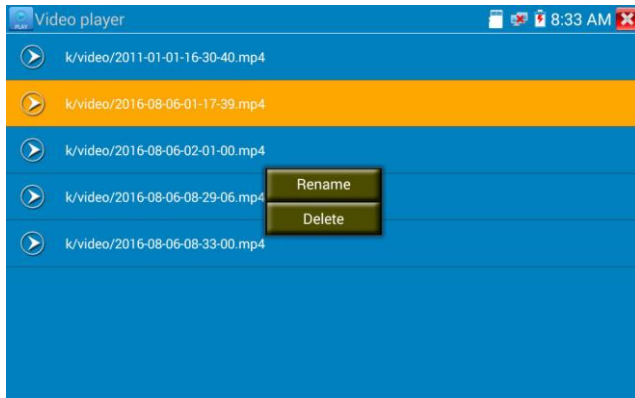 PLAY
Video player
8:33 AM
k/video/2011-01-01-16-30-40.mp4
k/video/2016-08-06-01-17-39.mp4
k/video/2016-08-06-02-01-00.mp4
k/video/2016-08-06-08-29-06.mp4
Rename
Delete
k/video/2016-08-06-08-33-00.mp4